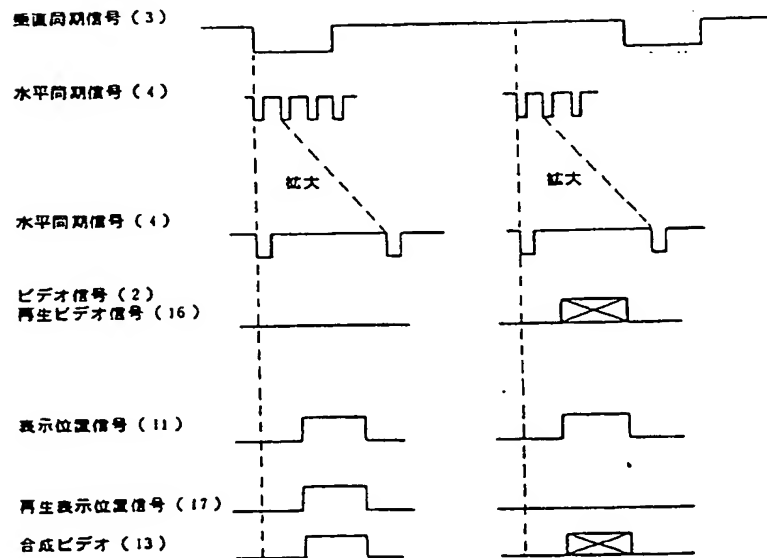 垂直同期信号(3)
水平同期信号(4)
拡大
拡大
水平同期信号(4)
ビデオ信号(2)
再生ビデオ信号(16)
表示位置信号(11)
再生表示位置信号(17)
合成ビデオ(13)